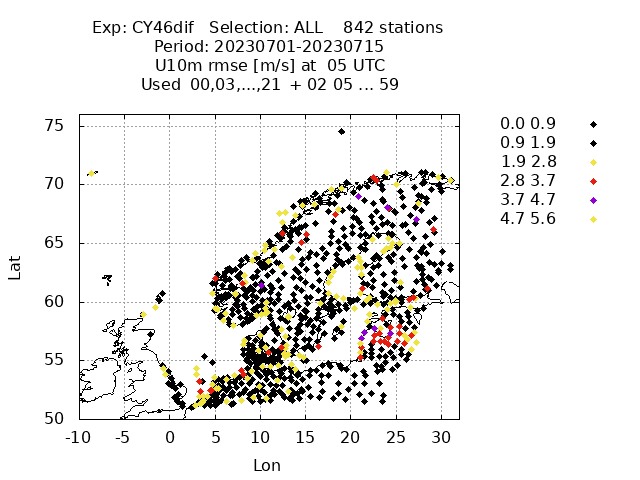 Exp: CY46dif   Selection: ALL    842 stations
Period: 20230701-20230715
U10m rmse [m/s] at  05 UTC
Used  00,03,...,21  + 02 05 ... 59
0.0 0.9
0.9 1.9
1.9 2.8
2.8 3.7
3.7 4.7
4.7 5.6
75
70
65
60
55
50
Lat
-10 -5 0 5 10 15 20 25 30
Lon